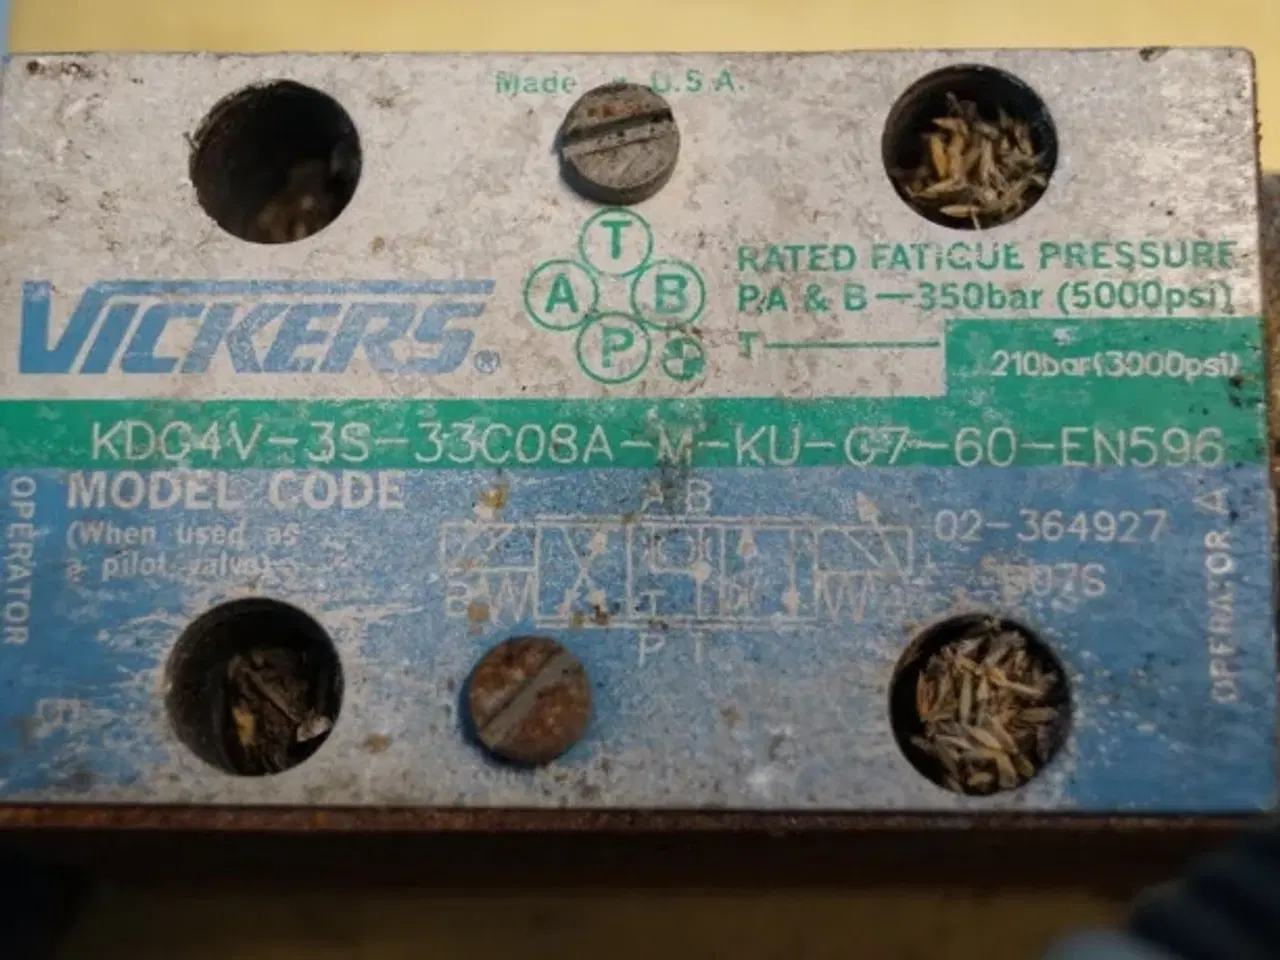 Made U.S.A.
T
A B
P
VICKERS®
RATED FATIGUE PRESSURE
P,A & B—350bar (5000psi)
T—
210bar(3000psi)
KDG4V-3S-33C08A-M-KU-G7-60-EN596
MODEL CODE
(When used as
a pilot valve)
OPERATOR
B
A B
B
P T
02-364927
OPERATOR A